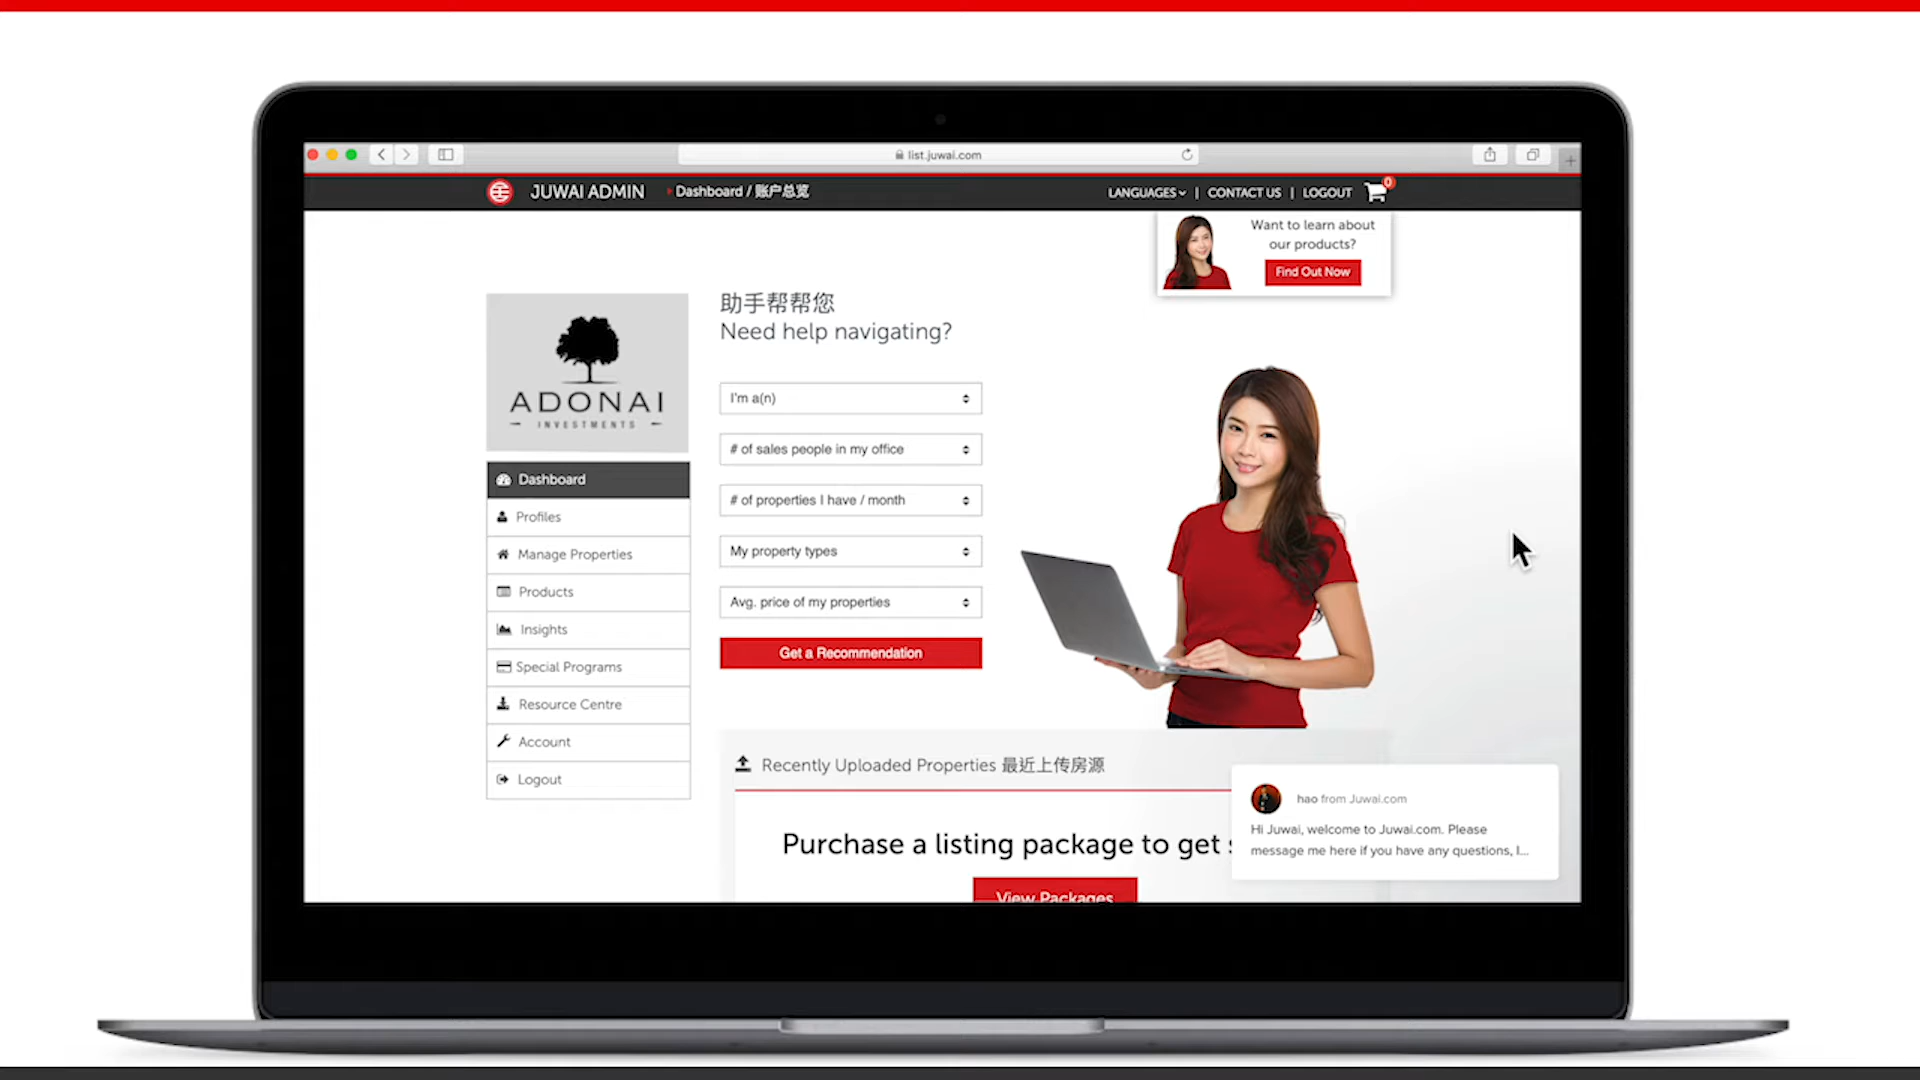 list.juwai.com
JUWAI ADMIN
Dashboard / 账户总览
LANGUAGES | CONTACT US | LOGOUT
0
Want to learn about
our products?
Find Out Now
ADONAI
INVESTMENTS
Dashboard
Profiles
Manage Properties
Products
Insights
Special Programs
Resource Centre
Account
Logout
助手帮帮您
Need help navigating?
I'm a(n)
# of sales people in my office
# of properties I have / month
My property types
Avg. price of my properties
Get a Recommendation
Recently Uploaded Properties 最近上传房源
Purchase a listing package to get
View Packages
hao from Juwai.com
Hi Juwai, welcome to Juwai.com. Please
message me here if you have any questions, I...